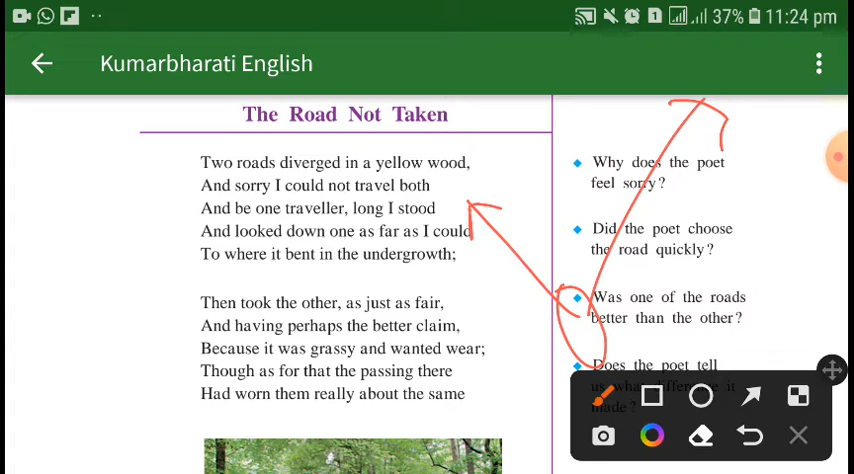 37% 11:24 pm
Kumarbharati English
The Road Not Taken
Two roads diverged in a yellow wood,
And sorry I could not travel both
And be one traveller, long I stood
And looked down one as far as I could
To where it bent in the undergrowth;
Then took the other, as just as fair,
And having perhaps the better claim,
Because it was grassy and wanted wear;
Though as for that the passing there
Had worn them really about the same
Why does the poet
feel sorry?
Did the poet choose
the road quickly?
Was one of the roads
better than the other?
Does the poet tell
us what difference it
made?